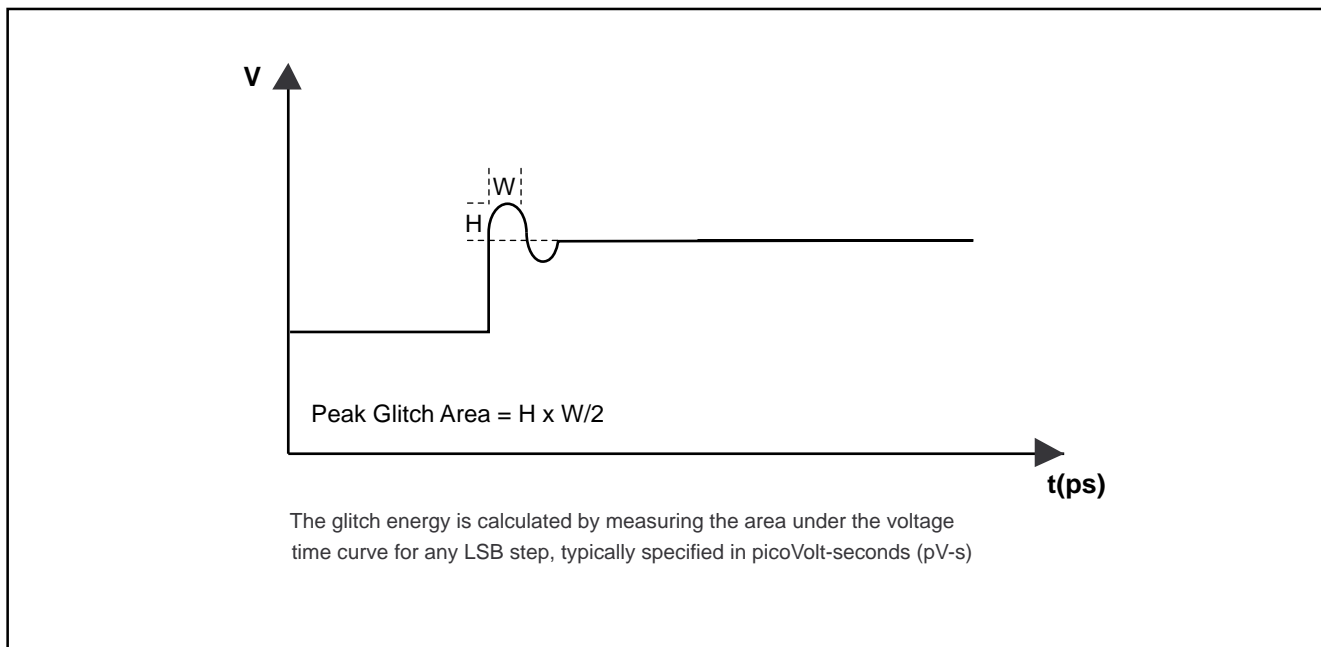 V
W
H
Peak Glitch Area = H x W/2
t(ps)
The glitch energy is calculated by measuring the area under the voltage
time curve for any LSB step, typically specified in picoVolt-seconds (pV-s)